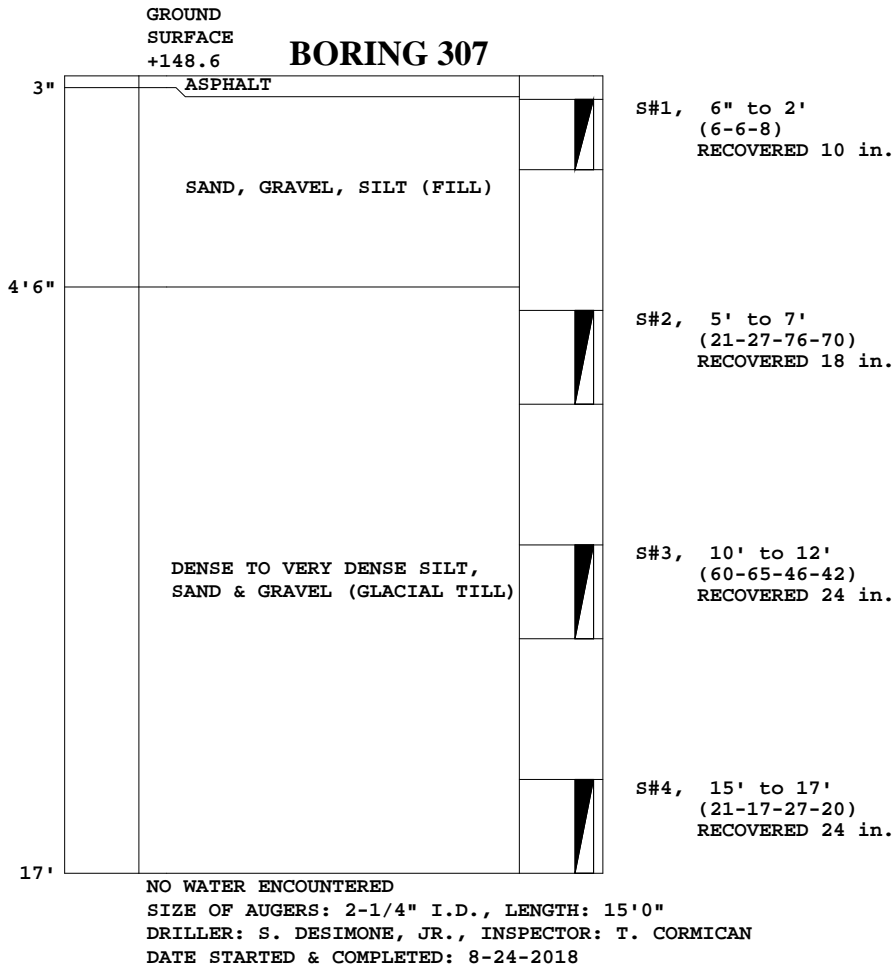 GROUND
SURFACE
+148.6
BORING 307
3"
ASPHALT
S#1, 6" to 2'
(6-6-8)
RECOVERED 10 in.
SAND, GRAVEL, SILT (FILL)
4'6"
S#2, 5' to 7'
(21-27-76-70)
RECOVERED 18 in.
S#3, 10' to 12'
(60-65-46-42)
RECOVERED 24 in.
DENSE TO VERY DENSE SILT,
SAND & GRAVEL (GLACIAL TILL)
S#4, 15' to 17'
(21-17-27-20)
RECOVERED 24 in.
17'
NO WATER ENCOUNTERED
SIZE OF AUGERS: 2-1/4" I.D., LENGTH: 15'0"
DRILLER: S. DESIMONE, JR., INSPECTOR: T. CORMICAN
DATE STARTED & COMPLETED: 8-24-2018